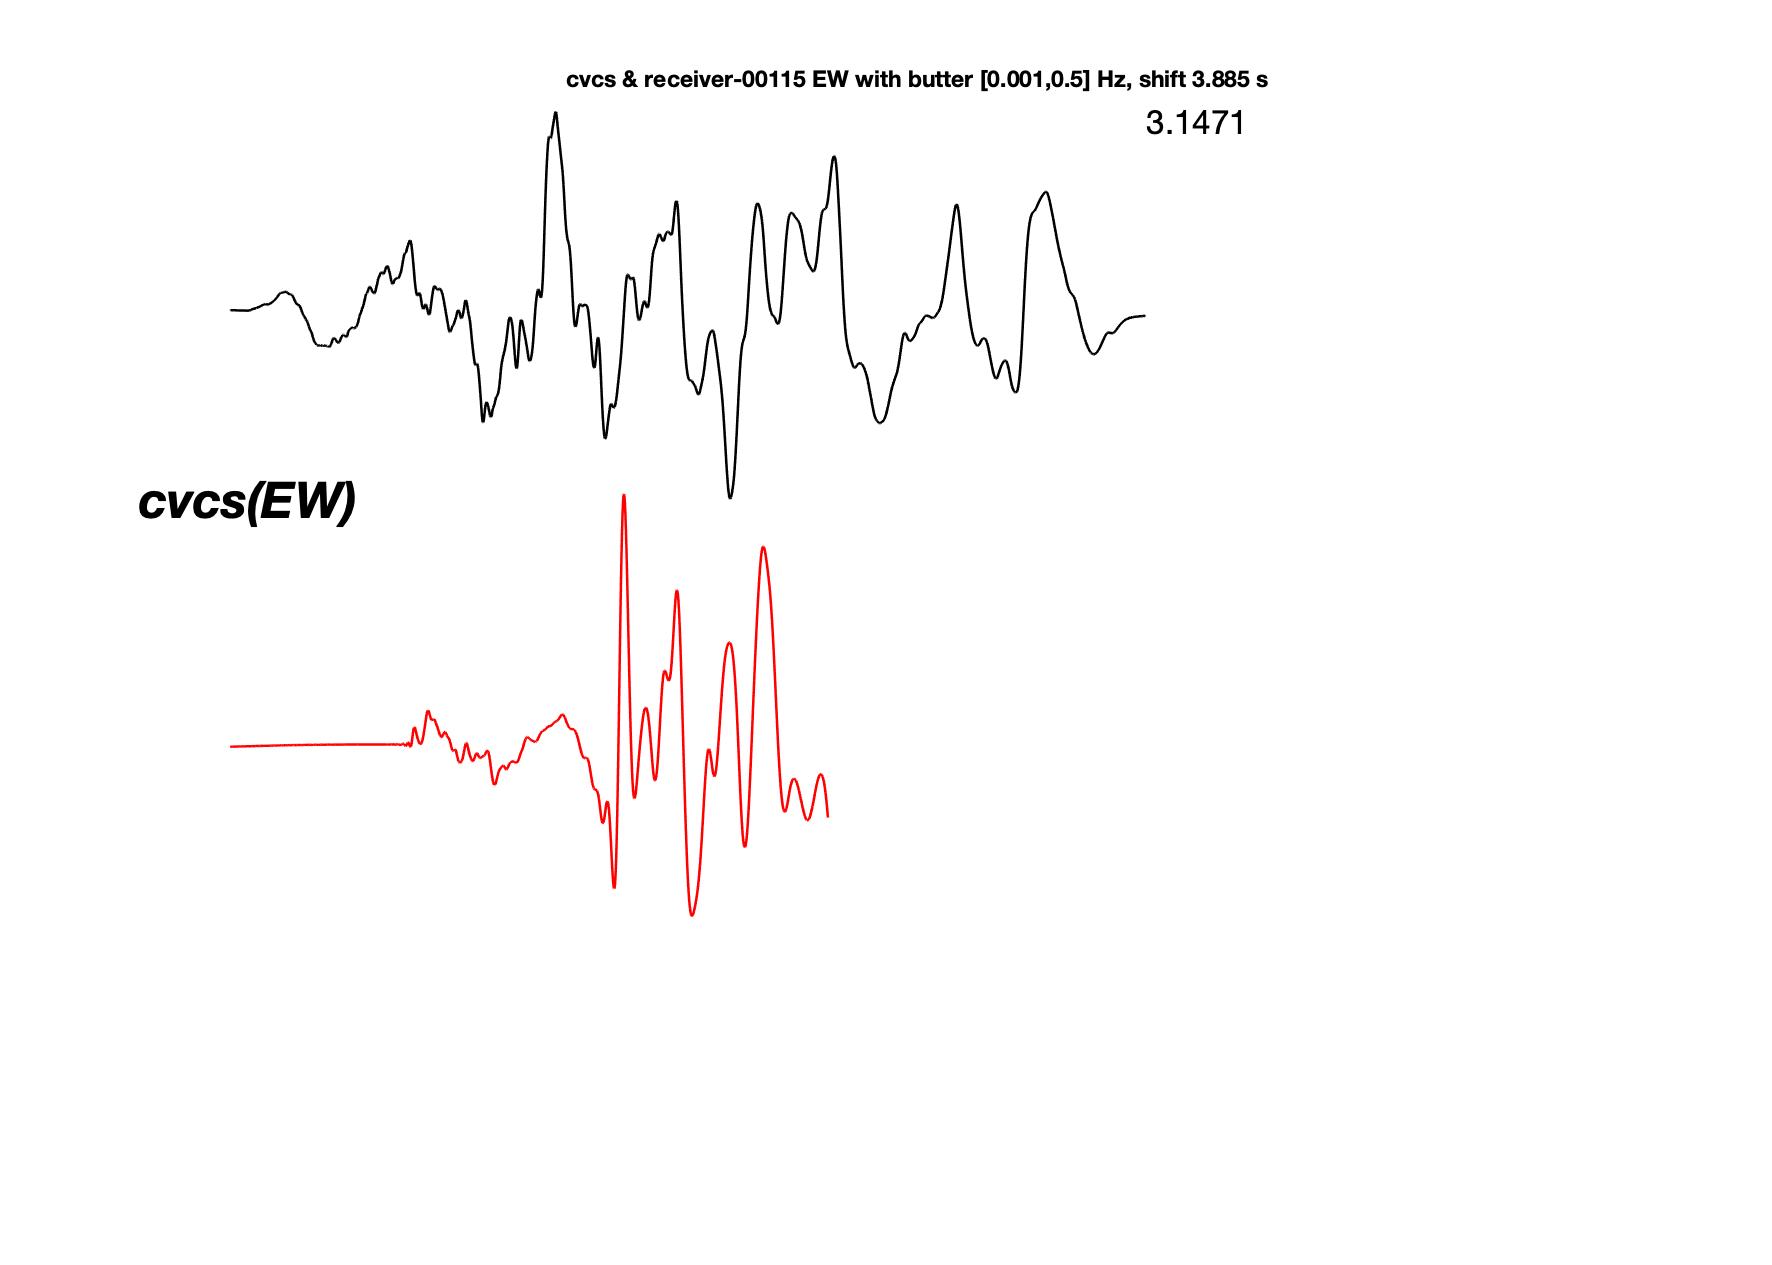 cvcs & receiver-00115 EW with butter [0.001,0.5] Hz, shift 3.885 s
3.1471
cvcs(EW)